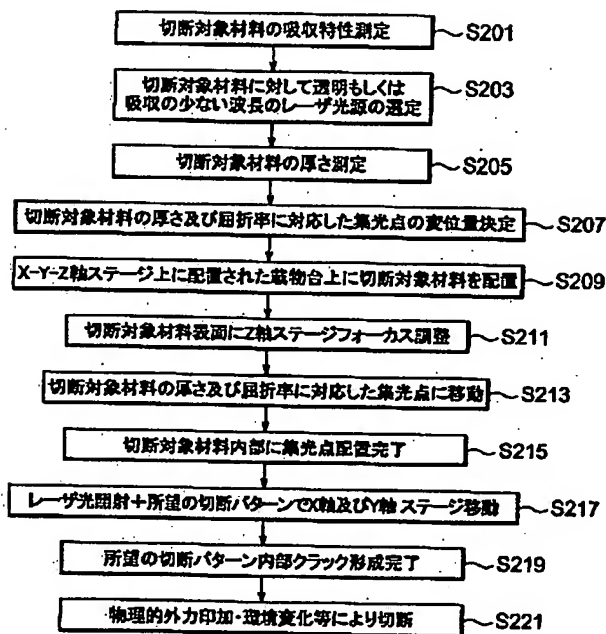 切断対象材料の吸収特性測定 S201
切断対象材料に対して透明もしくは
吸収の少ない波長のレーザ光源の選定 S203
切断対象材料の厚さ測定 S205
切断対象材料の厚さ及び屈折率に対応した集光点の変位量決定 S207
X-Y-Z軸ステージ上に配置された載物台上に切断対象材料を配置 S209
切断対象材料表面にZ軸ステージフォーカス調整 S211
切断対象材料の厚さ及び屈折率に対応した集光点に移動 S213
切断対象材料内部に集光点配置完了 S215
レーザ光照射+所望の切断パターンでX軸及びY軸 ステージ移動 S217
所望の切断パターン内部クラック形成完了 S219
物理的外力印加・環境変化等により切断 S221